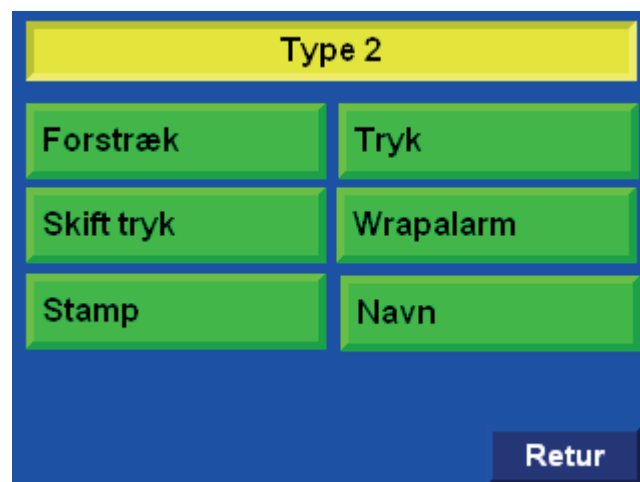 Type 2
Forstræk
Tryk
Skift tryk
Wrapalarm
Stamp
Navn
Retur